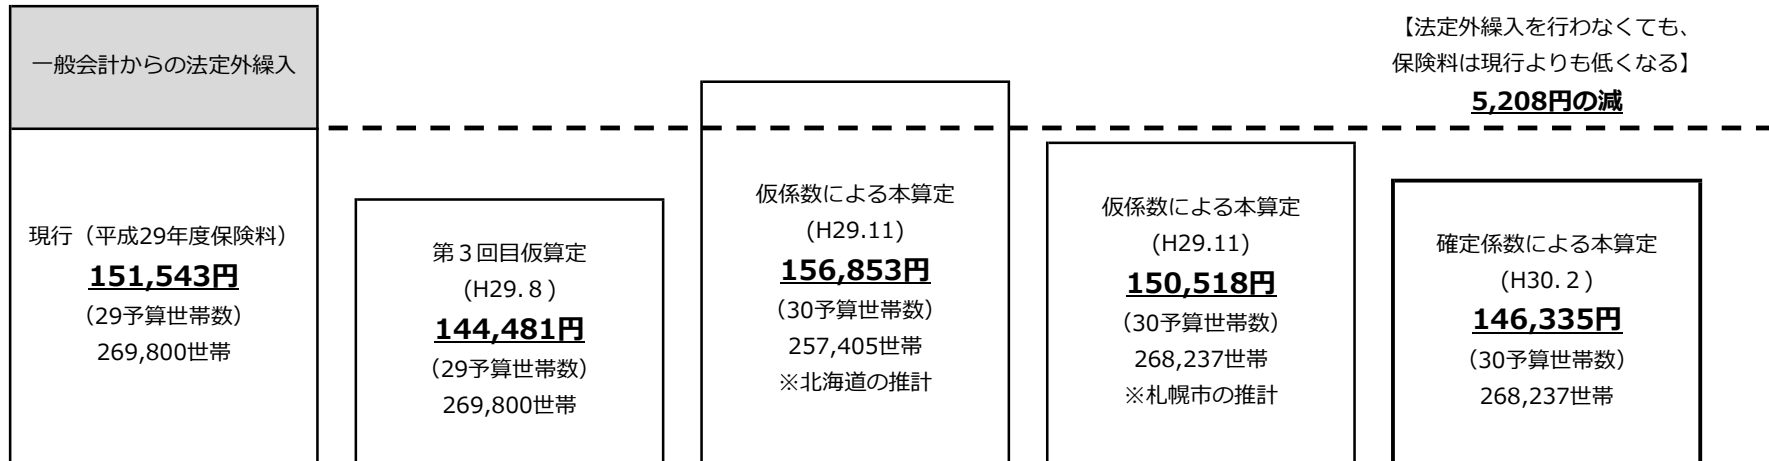 一般会計からの法定外繰入
現行（平成29年度保険料）
151,543円
（29予算世帯数）
269,800世帯
第３回目仮算定
(H29.８)
144,481円
（29予算世帯数）
269,800世帯
仮係数による本算定
(H29.11)
156,853円
（30予算世帯数）
257,405世帯
※北海道の推計
仮係数による本算定
(H29.11)
150,518円
（30予算世帯数）
268,237世帯
※札幌市の推計
【法定外繰入を行わなくても、
保険料は現行よりも低くなる】
5,208円の減
確定係数による本算定
(H30.２)
146,335円
（30予算世帯数）
268,237世帯